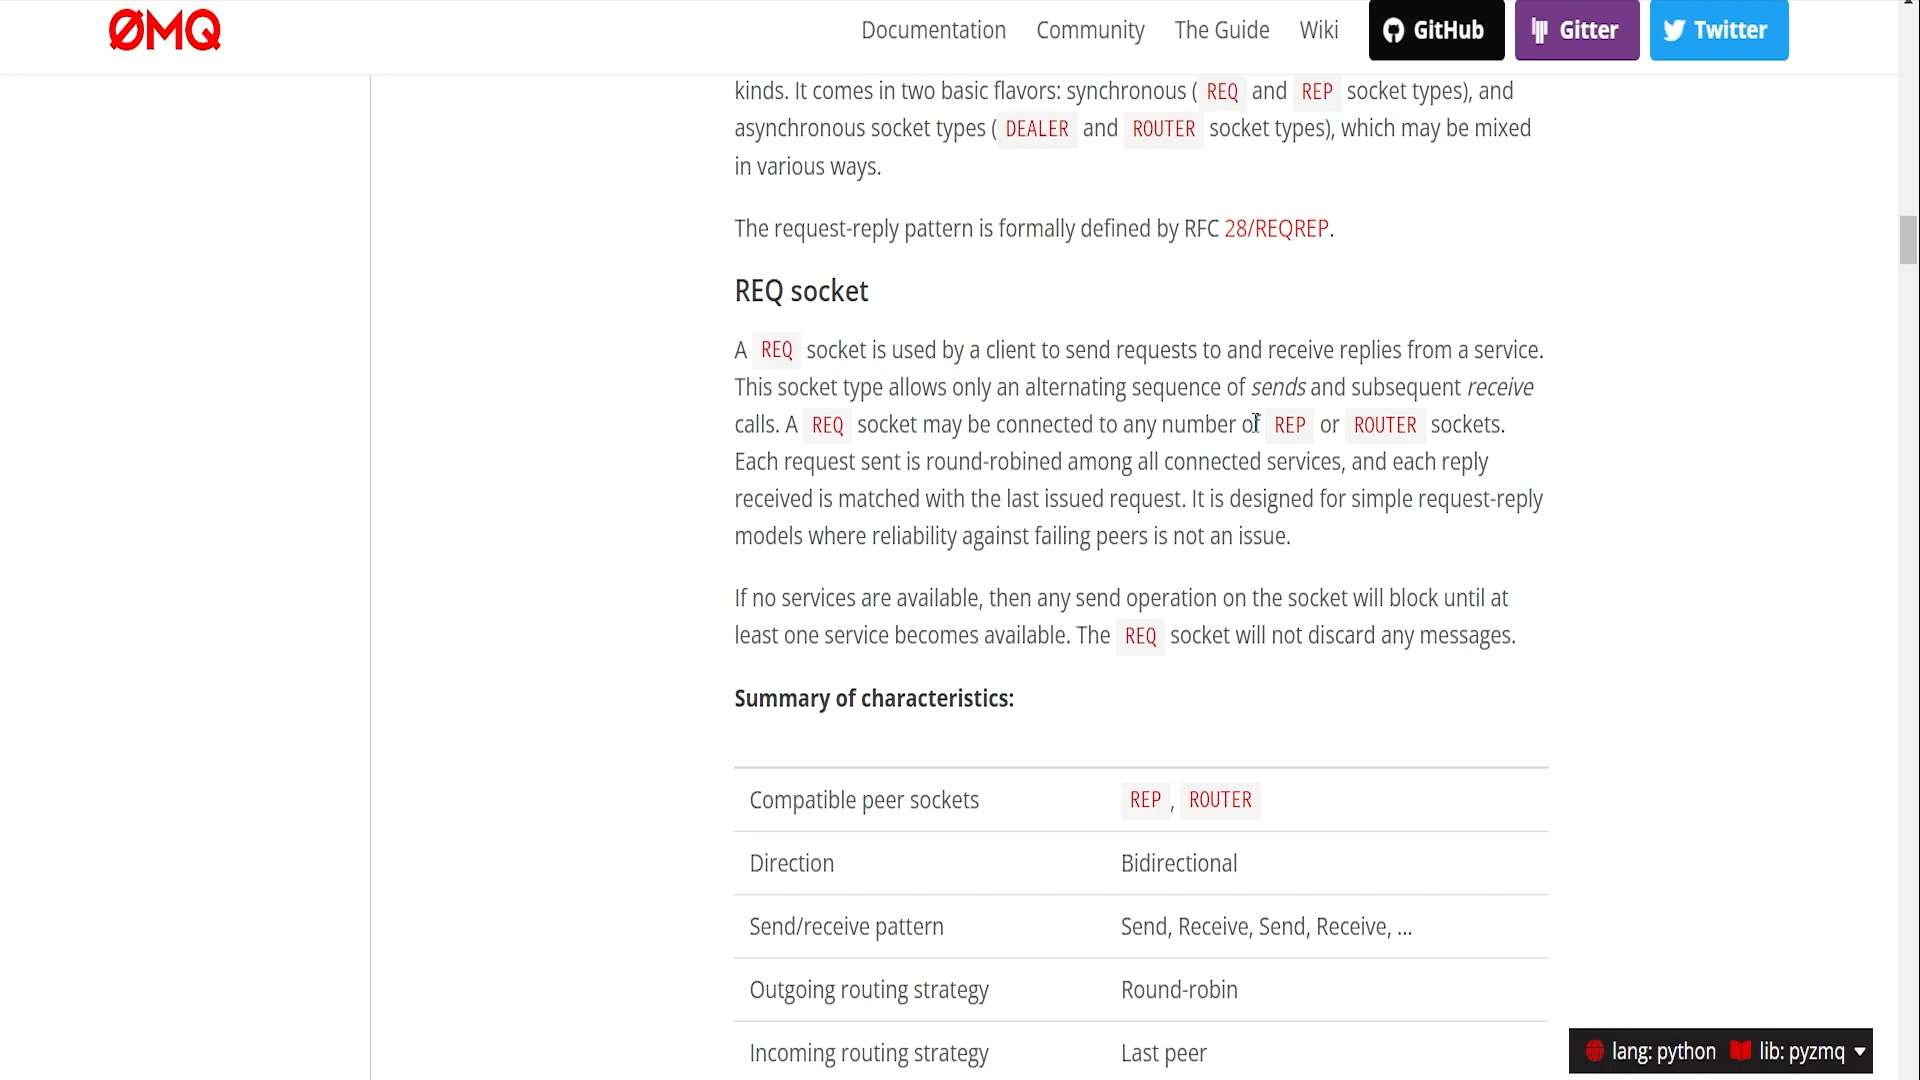 ØMQ
Documentation Community The Guide Wiki GitHub Gitter Twitter
kinds. It comes in two basic flavors: synchronous ( REQ and REP socket types), and
asynchronous socket types ( DEALER and ROUTER socket types), which may be mixed
in various ways.
The request-reply pattern is formally defined by RFC 28/REQREP.
REQ socket
A REQ socket is used by a client to send requests to and receive replies from a service.
This socket type allows only an alternating sequence of sends and subsequent receive
calls. A REQ socket may be connected to any number of REP or ROUTER sockets.
Each request sent is round-robined among all connected services, and each reply
received is matched with the last issued request. It is designed for simple request-reply
models where reliability against failing peers is not an issue.
If no services are available, then any send operation on the socket will block until at
least one service becomes available. The REQ socket will not discard any messages.
Summary of characteristics:
Compatible peer sockets REP , ROUTER
Direction Bidirectional
Send/receive pattern Send, Receive, Send, Receive, ...
Outgoing routing strategy Round-robin
Incoming routing strategy Last peer
lang: python lib: pyzmq